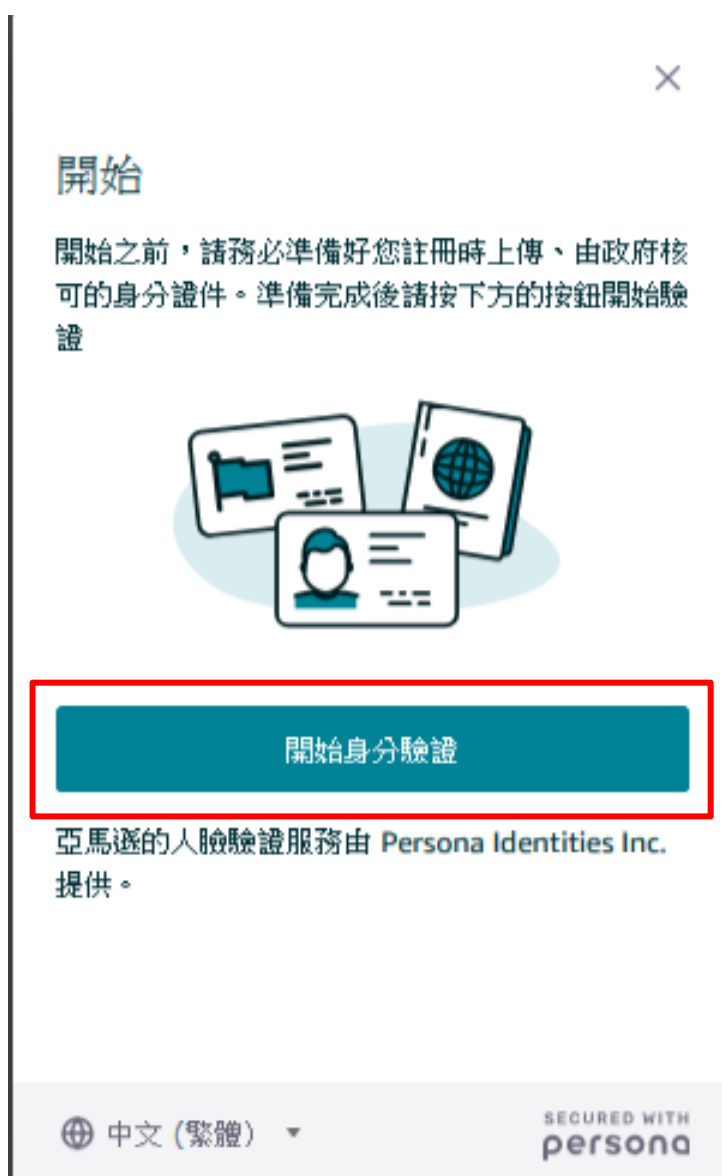 開始
開始之前，請務必準備好您註冊時上傳、由政府核
可的身分證件。準備完成後請按下方的按鈕開始驗
證
開始身分驗證
亞馬遜的人臉驗證服務由 Persona Identities Inc.
提供。
中文 (繁體)
SECURED WITH
persona